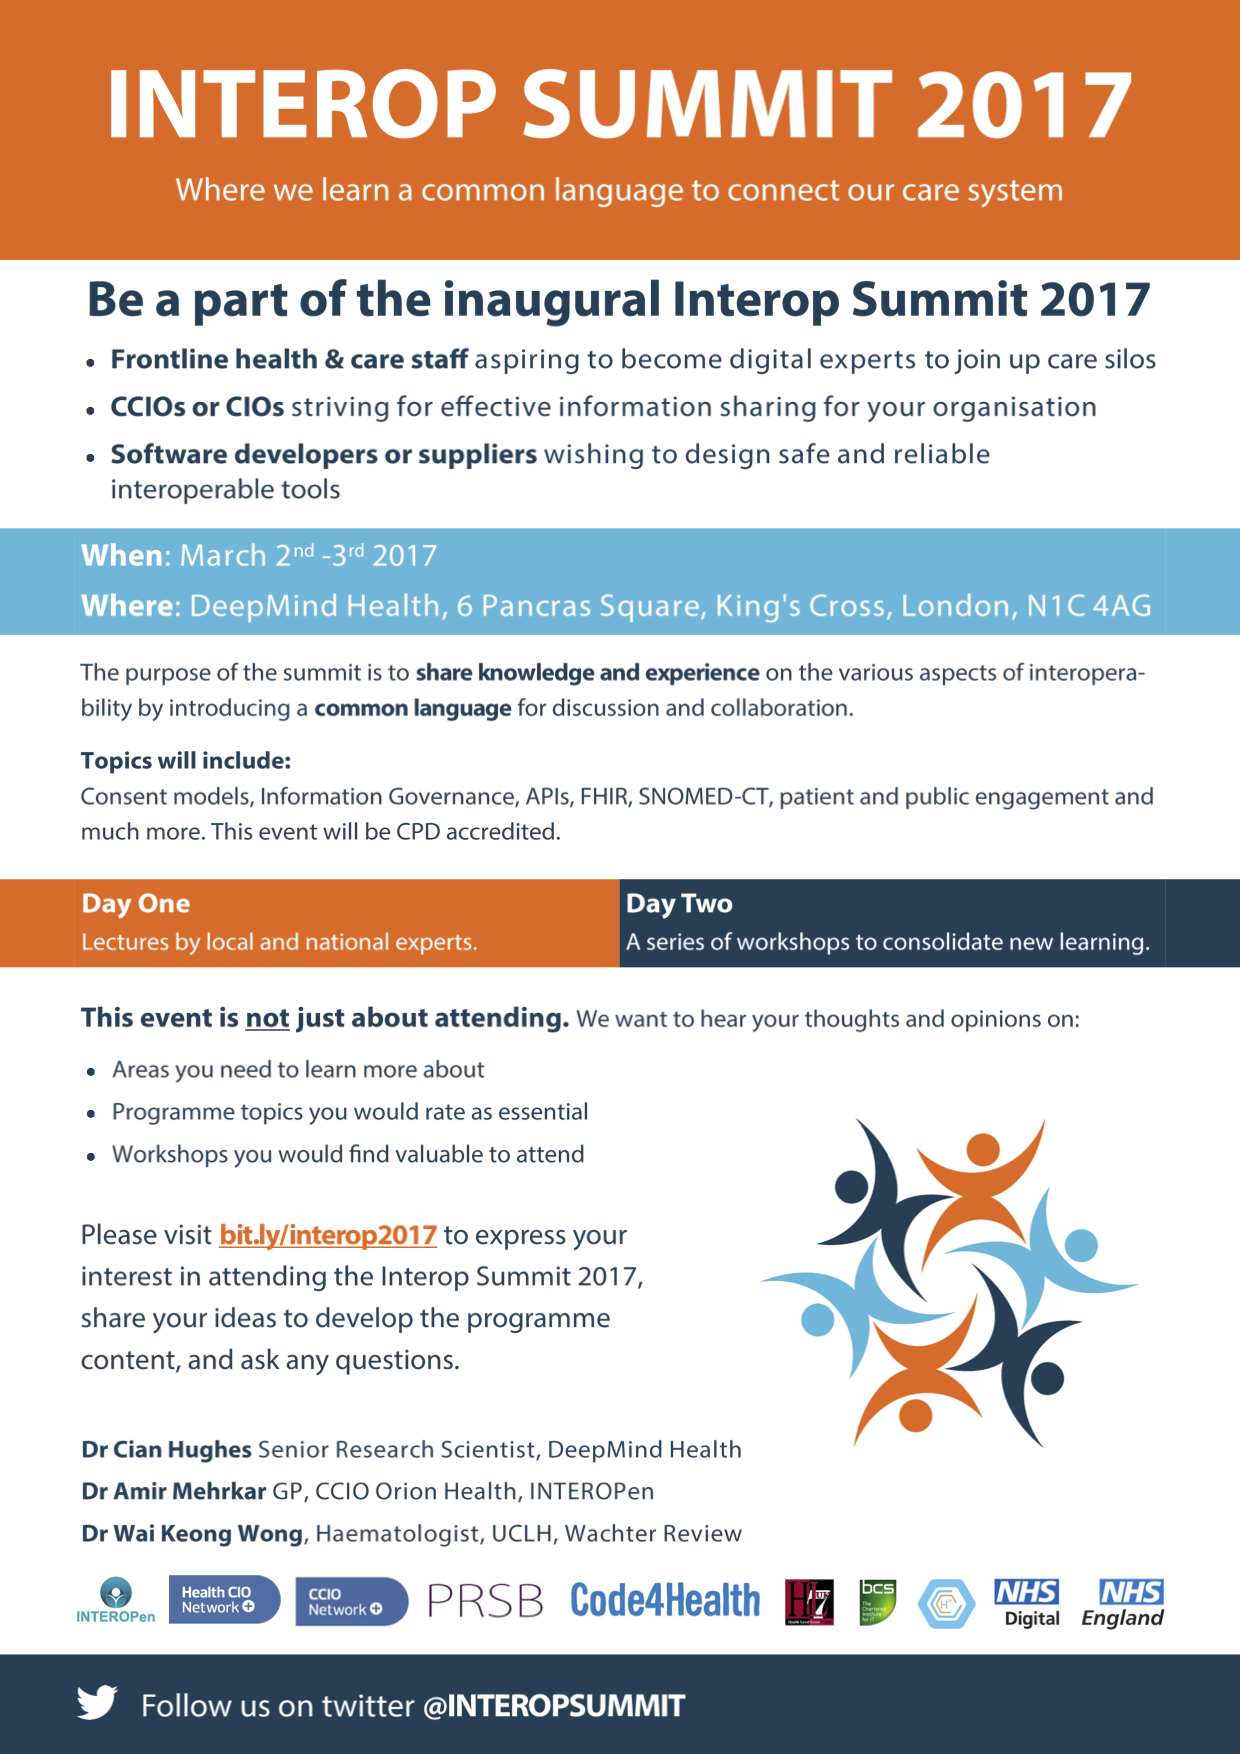 INTEROP SUMMIT 2017
Where we learn a common language to connect our care system
Be a part of the inaugural Interop Summit 2017
• Frontline health & care staff aspiring to become digital experts to join up care silos
• CCIOs or CIOs striving for effective information sharing for your organisation
• Software developers or suppliers wishing to design safe and reliable
interoperable tools
When: March 2nd -3rd 2017
Where: DeepMind Health, 6 Pancras Square, King's Cross, London, N1C 4AG
The purpose of the summit is to share knowledge and experience on the various aspects of interopera-
bility by introducing a common language for discussion and collaboration.
Topics will include:
Consent models, Information Governance, APIs, FHIR, SNOMED-CT, patient and public engagement and
much more. This event will be CPD accredited.
Day One
Lectures by local and national experts.
Day Two
A series of workshops to consolidate new learning.
This event is not just about attending. We want to hear your thoughts and opinions on:
• Areas you need to learn more about
• Programme topics you would rate as essential
• Workshops you would find valuable to attend
Please visit bit.ly/interop2017 to express your
interest in attending the Interop Summit 2017,
share your ideas to develop the programme
content, and ask any questions.
Dr Cian Hughes Senior Research Scientist, DeepMind Health
Dr Amir Mehrkar GP, CCIO Orion Health, INTEROPen
Dr Wai Keong Wong, Haematologist, UCLH, Wachter Review
INTEROPen
Health CIO
Network
CCIO
Network
PRSB
Code4Health
bcs
The
Chartered
Institute
for IT
NHS
Digital
NHS
England
Follow us on twitter @INTEROPSUMMIT